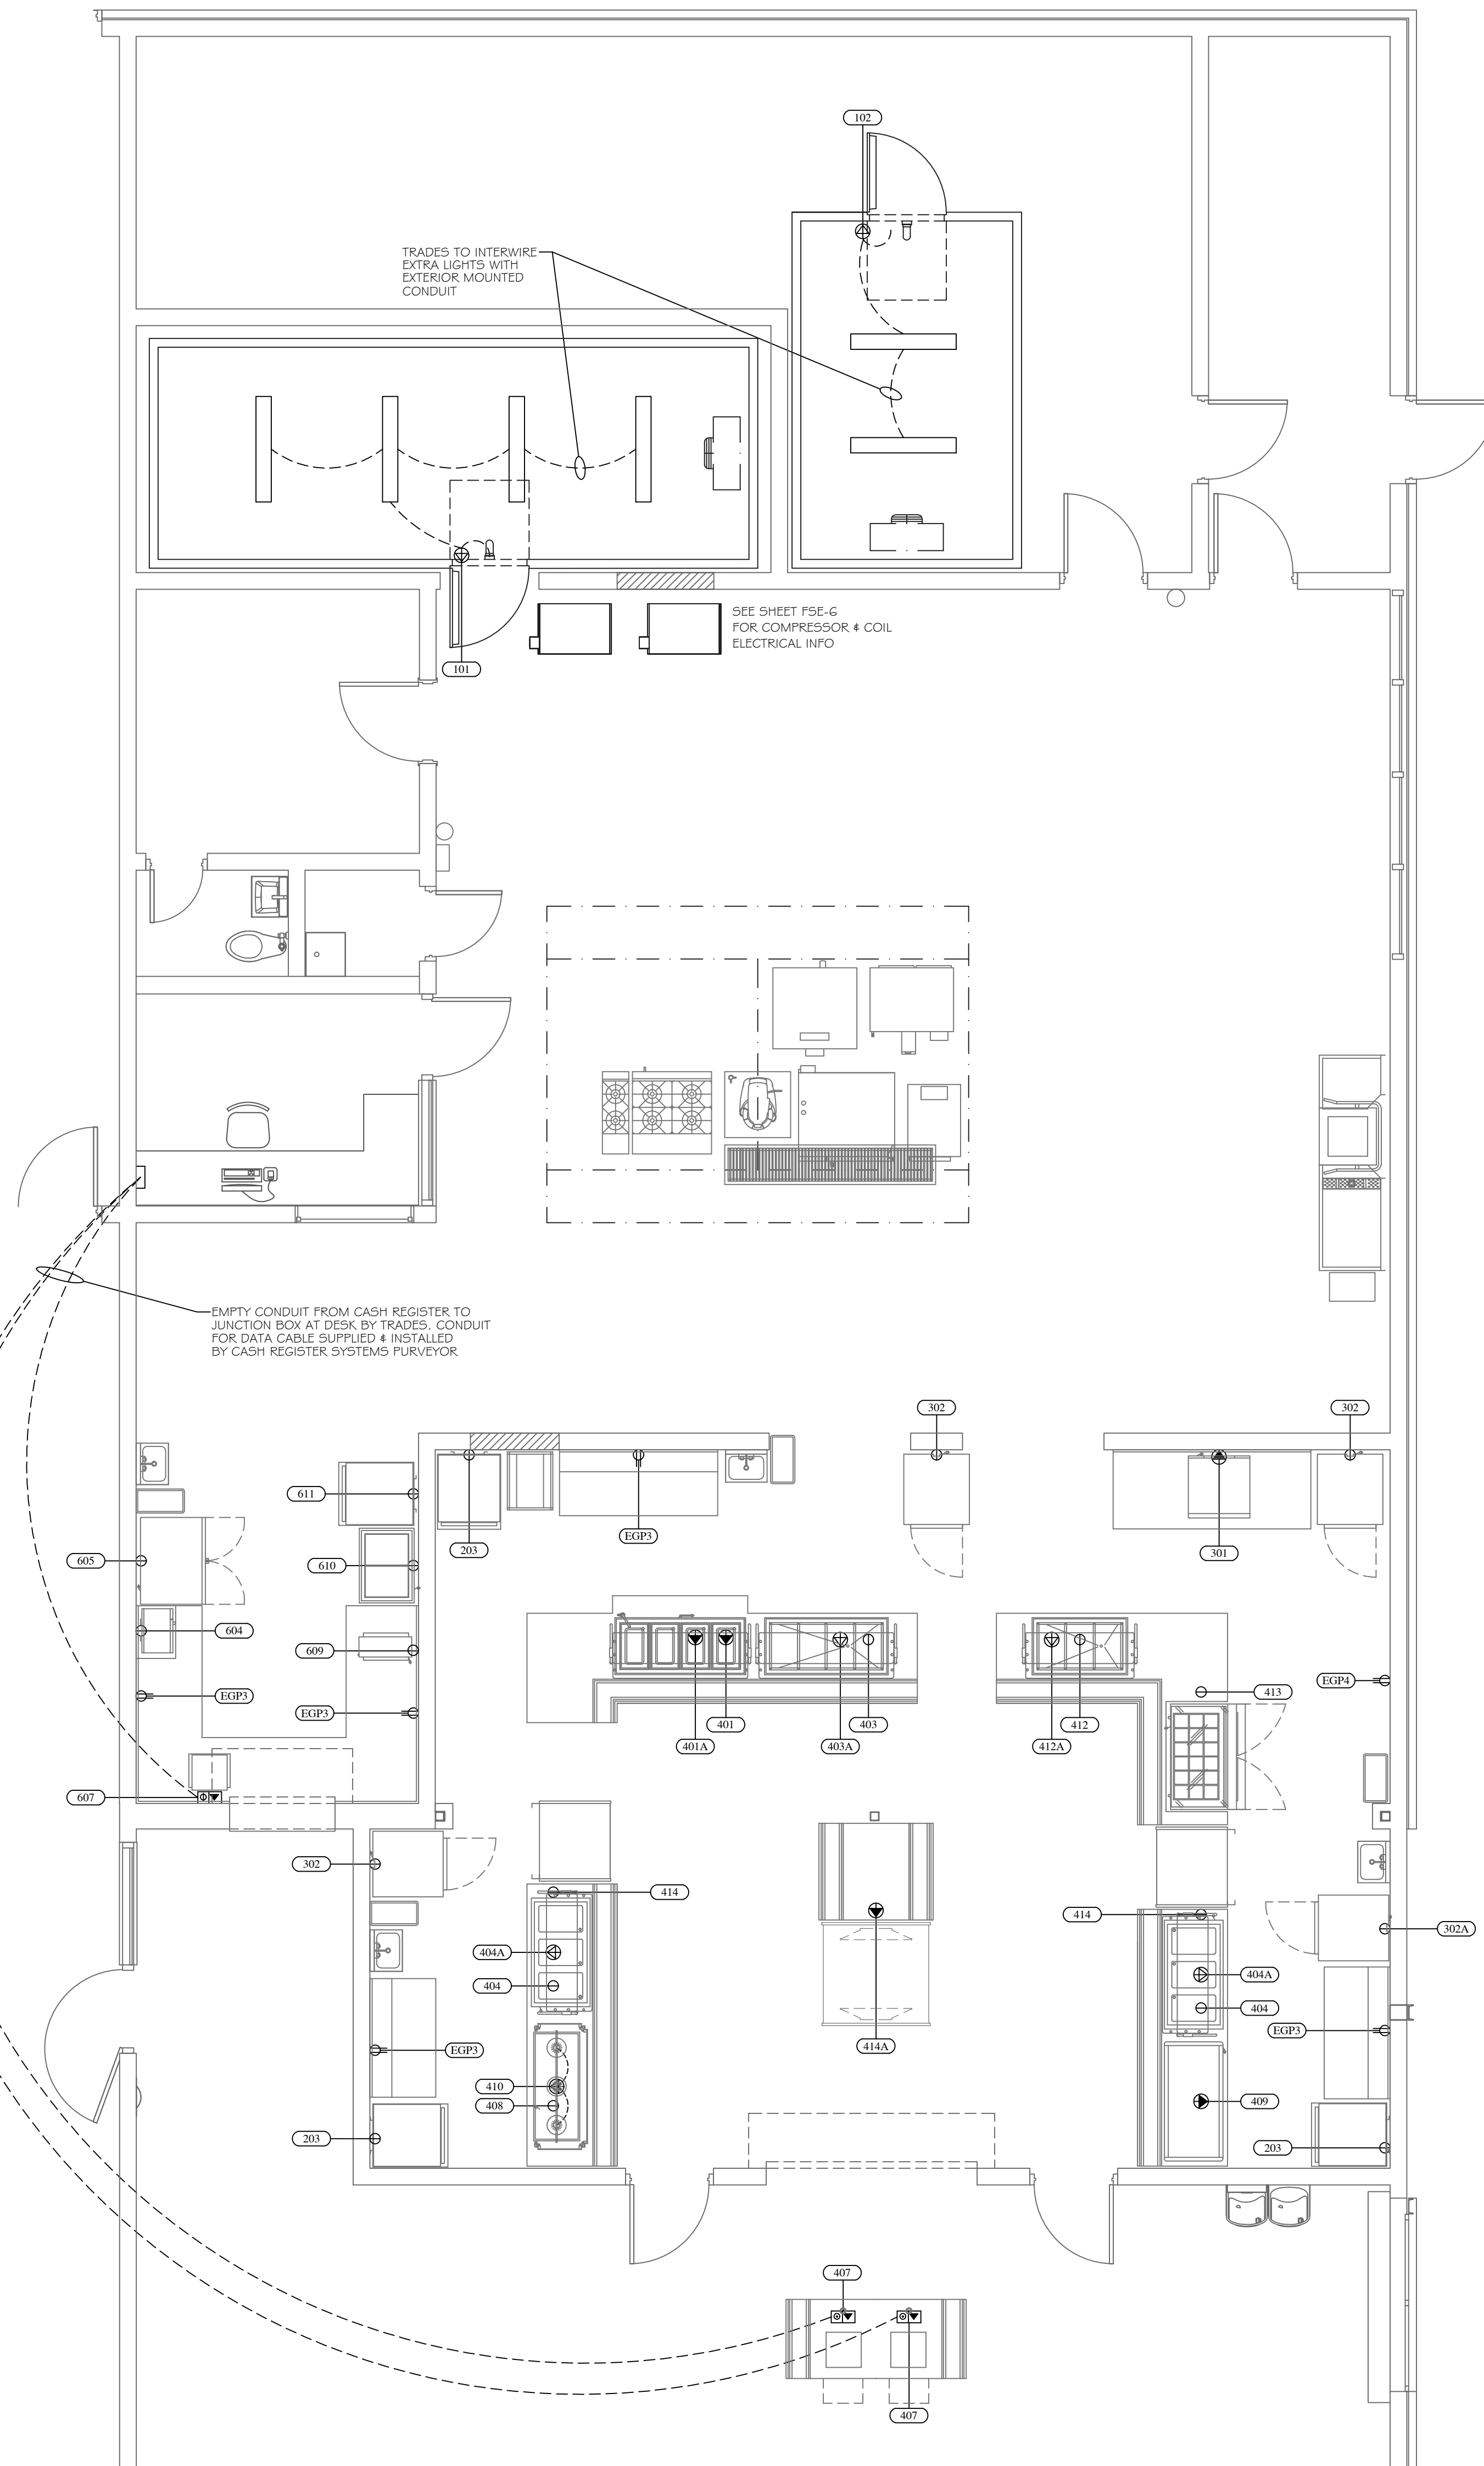 102
TRADES TO INTERWIRE
EXTRA LIGHTS WITH
EXTERIOR MOUNTED
CONDUIT
SEE SHEET FSE-6
FOR COMPRESSOR & COIL
ELECTRICAL INFO
101
EMPTY CONDUIT FROM CASH REGISTER TO
JUNCTION BOX AT DESK BY TRADES. CONDUIT
FOR DATA CABLE SUPPLIED & INSTALLED
BY CASH REGISTER SYSTEMS PURVEYOR
302
302
611
EGP3
203
301
605
610
604
609
EGP4
EGP3
413
EGP3
401
403
412
401A
403A
412A
607
302
414
414
302A
404A
404A
404
404
EGP3
414A
EGP3
410
408
409
203
203
407
407